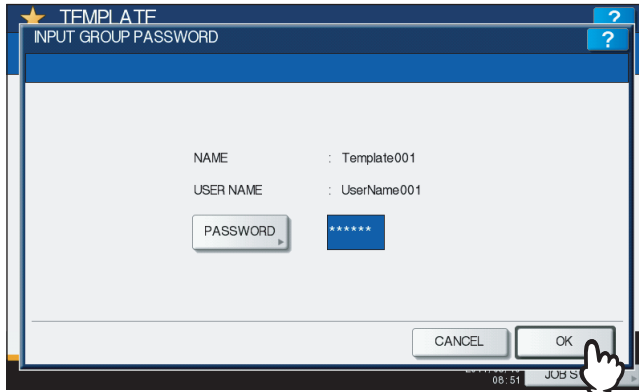 TEMPLATE ?
INPUT GROUP PASSWORD ?
NAME : Template001
USER NAME : UserName001
PASSWORD ******
CANCEL OK
08:51 JOB S